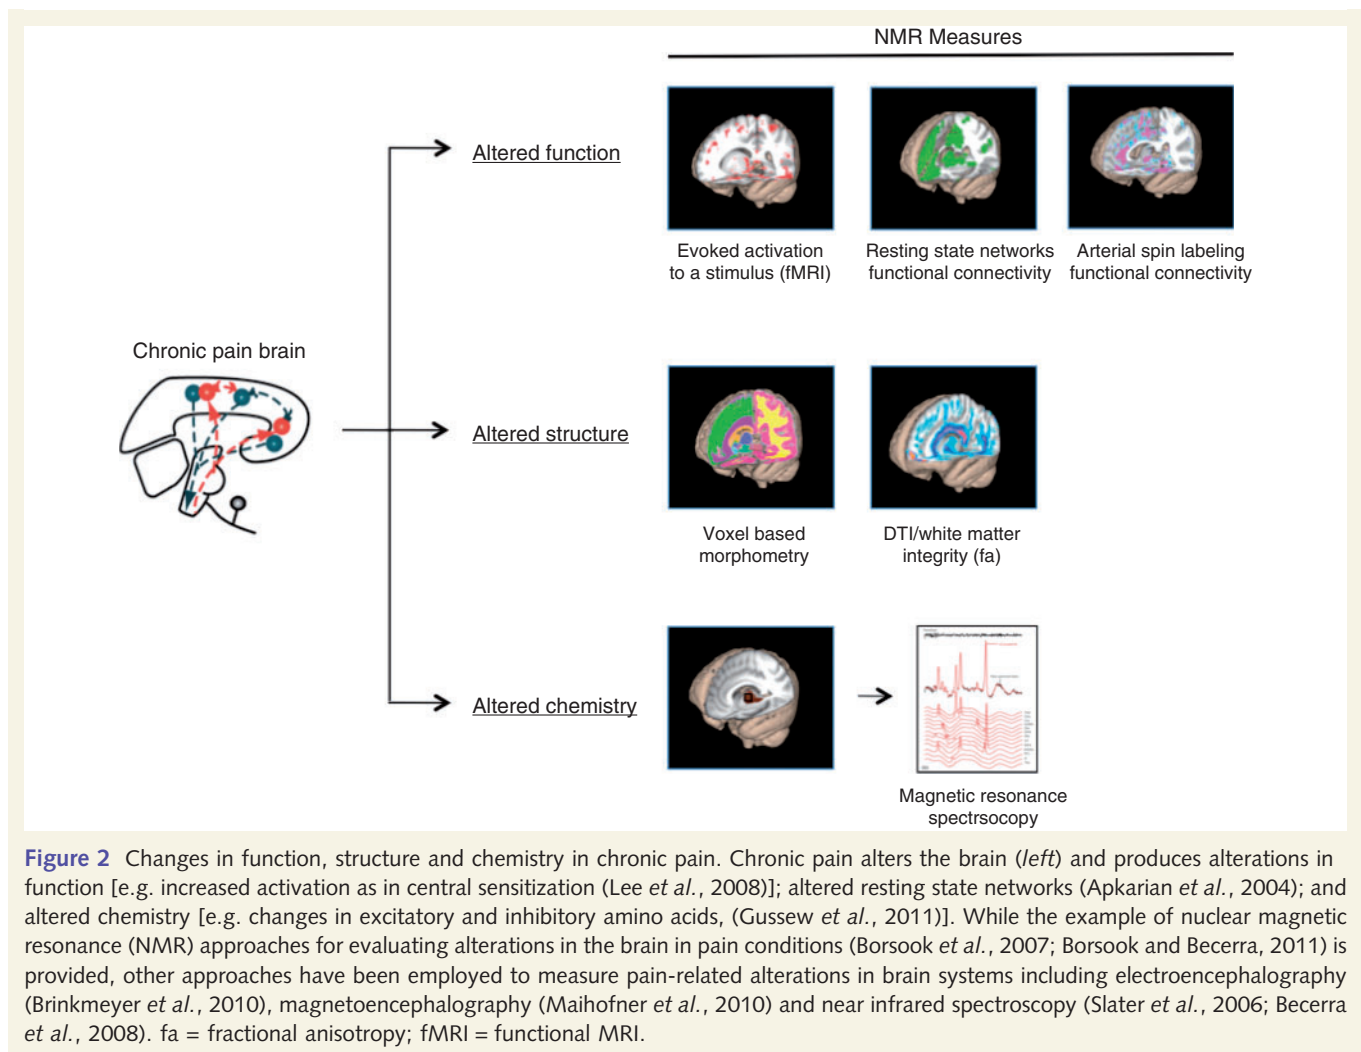 NMR Measures
Altered function
Evoked activation
to a stimulus (fMRI)
Resting state networks
functional connectivity
Arterial spin labeling
functional connectivity
Chronic pain brain
Altered structure
Voxel based
morphometry
DTI/white matter
integrity (fa)
Altered chemistry
Magnetic resonance
spectrsocopy
Figure 2 Changes in function, structure and chemistry in chronic pain. Chronic pain alters the brain (left) and produces alterations in
function [e.g. increased activation as in central sensitization (Lee et al., 2008)]; altered resting state networks (Apkarian et al., 2004); and
altered chemistry [e.g. changes in excitatory and inhibitory amino acids, (Gussew et al., 2011)]. While the example of nuclear magnetic
resonance (NMR) approaches for evaluating alterations in the brain in pain conditions (Borsook et al., 2007; Borsook and Becerra, 2011) is
provided, other approaches have been employed to measure pain-related alterations in brain systems including electroencephalography
(Brinkmeyer et al., 2010), magnetoencephalography (Maihofner et al., 2010) and near infrared spectroscopy (Slater et al., 2006; Becerra
et al., 2008). fa = fractional anisotropy; fMRI = functional MRI.